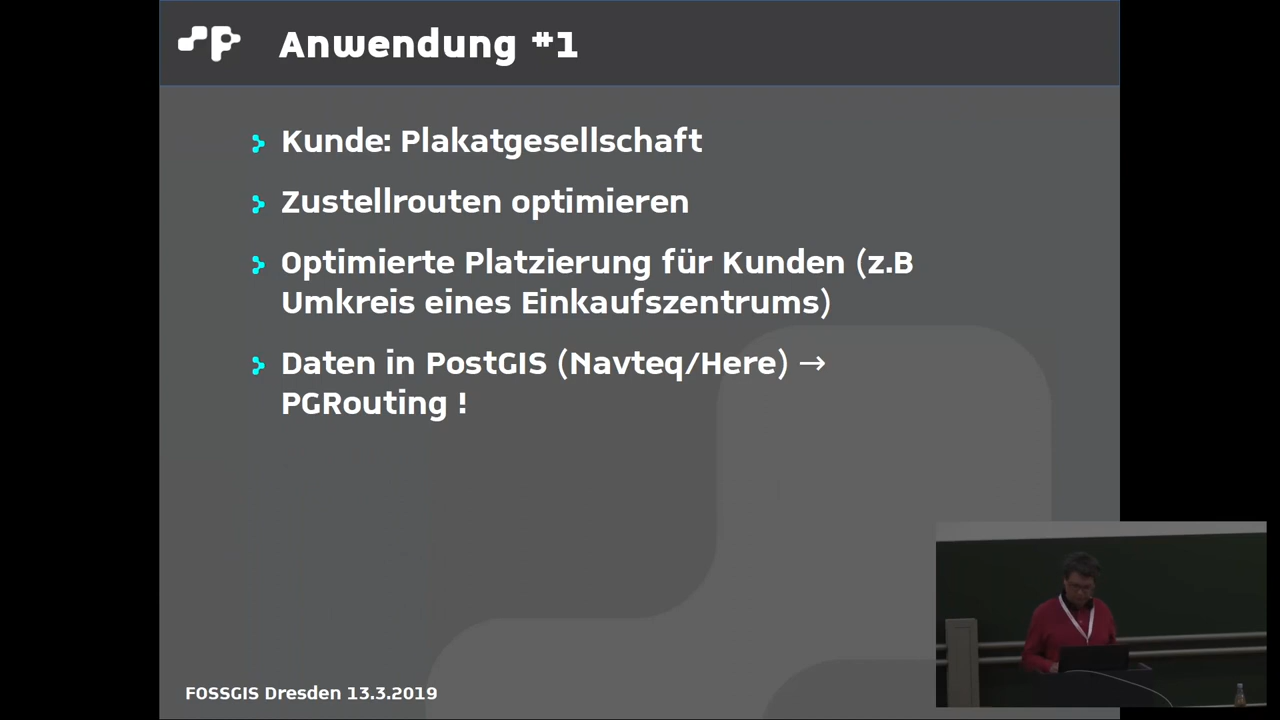 Anwendung #1
Kunde: Plakatgesellschaft
Zustellrouten optimieren
Optimierte Platzierung für Kunden (z.B
Umkreis eines Einkaufszentrums)
Daten in PostGIS (Navteq/Here) →
PGRouting !
FOSSGIS Dresden 13.3.2019